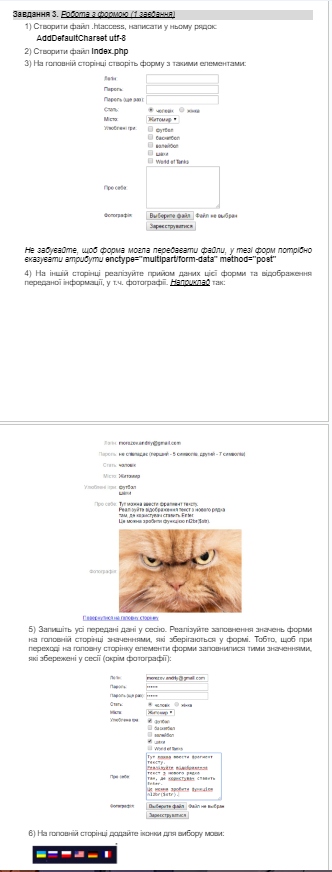 Завдання 3. Робота з формою (1 завдання)
1) Створити файл .htaccess, написати у ньому рядок:
AddDefaultCharset utf-8
2) Створити файл index.php
3) На головній сторінці створіть форму з такими елементами:
Логін:
Пароль:
Пароль (ще раз):
Стать: чоловік жінка
Місто: Житомир
Улюблені ігри: футбол
баскетбол
волейбол
шахи
World of Tanks
Про себе:
Фотографія: Выберите файл Файл не выбран
Зареєструватися
Не забувайте, щоб форма могла передавати файли, у тезі форм потрібно
вказувати атрибути enctype="multipart/form-data" method="post"
4) На іншій сторінці реалізуйте прийом даних цієї форми та відображення
переданої інформації, у т.ч. фотографії. Наприклад так:
Логін: morozov.andriy@gmail.com
Пароль: не співпадає (перший - 5 символів, другий - 7 символів)
Стать: чоловік
Місто: Житомир
Улюблені ігри: футбол
шахи
Про себе: Тут можна ввести фрагмент тексту.
Реалізуйте відображення текст з нового рядка
там, де користувач ставить Enter.
Це можна зробити функцією nl2br($str).
Фотографія:
Повернутися на головну сторінку
5) Запишіть усі передані дані у сесію. Реалізуйте заповнення значень форми
на головній сторінці значеннями, які зберігаються у формі. Тобто, щоб при
переході на головну сторінку елементи форми заповнилися тими значеннями,
які збережені у сесії (окрім фотографії):
Логін: morozov.andriy@gmail.com
Пароль: •••••
Пароль (ще раз): •••••
Стать: чоловік жінка
Місто: Житомир
Улюблені ігри: футбол
баскетбол
волейбол
шахи
World of Tanks
Про себе: Тут можна ввести фрагмент
тексту.
Реалізуйте відображення
текст з нового рядка
там, де користувач ставить
Enter.
Це можна зробити функцією
nl2br($str).
Фотографія: Выберите файл Файл не выбран
Зареєструватися
6) На головній сторінці додайте іконки для вибору мови: